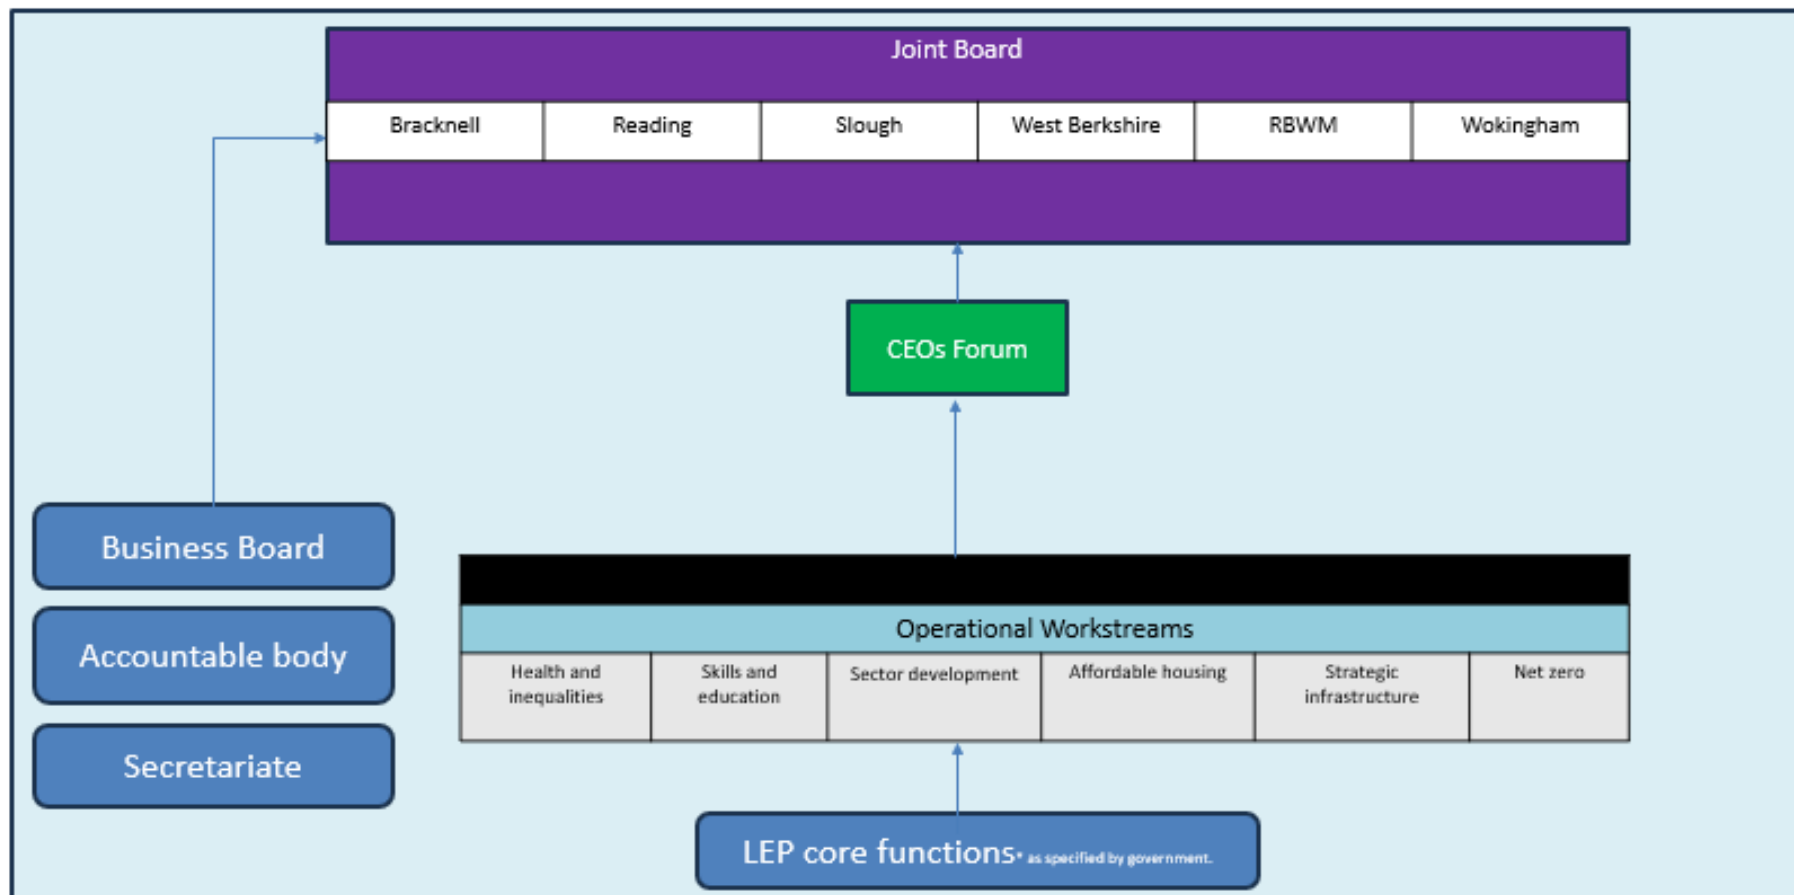 Joint Board
Bracknell
Reading
Slough
West Berkshire
RBWM
Wokingham
CEOs Forum
Business Board
Accountable body
Secretariate
Operational Workstreams
Health and
inequalities
Skills and
education
Sector development
Affordable housing
Strategic
infrastructure
Net zero
LEP core functions* as specified by government.